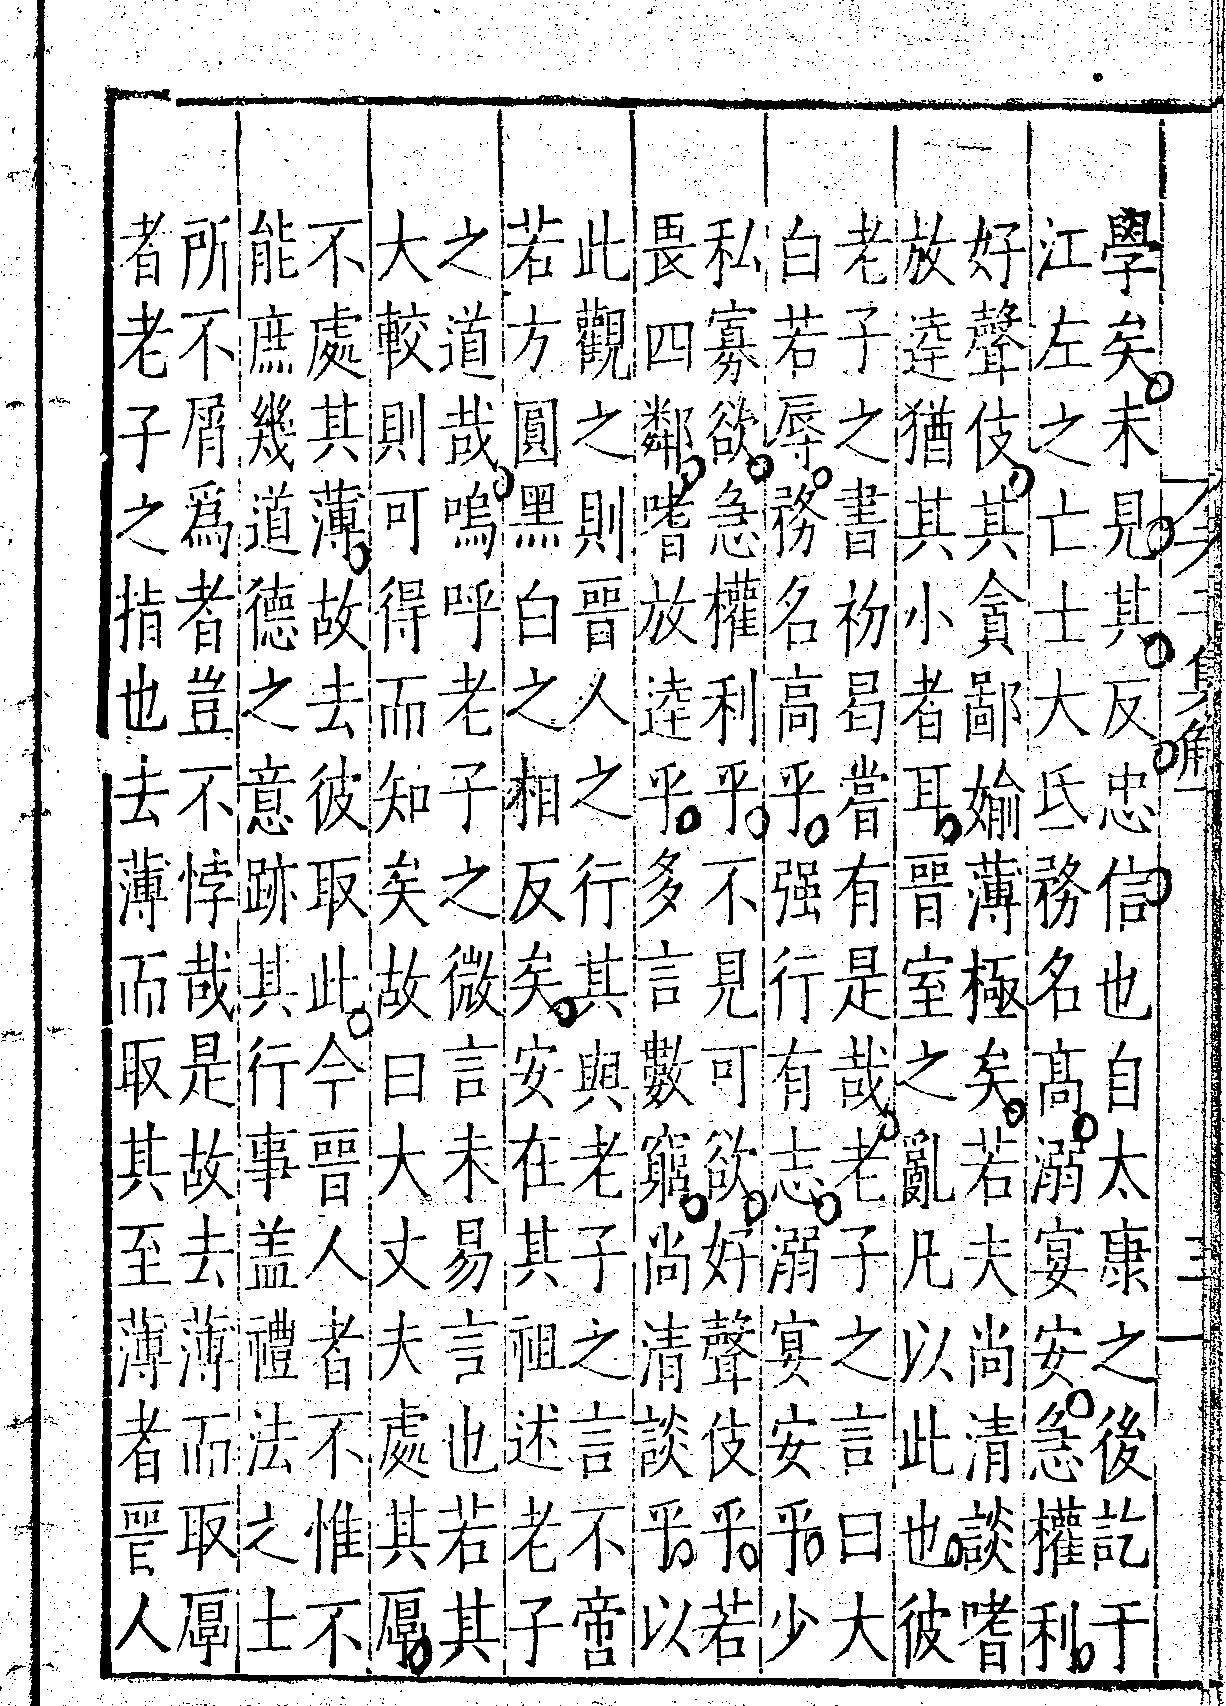 學矣未見其反忠信也自太康之後訖于
江左之亡士大氐務名高溺宴安急權利
好聲伎其貪鄙婾薄極矣若夫尚清談嗜
放逹猶其小者耳晉室之亂凡以此也彼
老子之書初曷嘗有是哉老子之言曰大
白若辱務名高乎强行有志溺宴安乎少
私寡欲急權利乎不見可欲好聲伎乎若
畏四鄰嗜放逹乎多言數窮尚清談乎以
此觀之則晉人之行其與老子之言不啻
若方圓黑白之相反矣安在其祖述老子
之道哉嗚呼老子之微言未易言也若其
大較則可得而知矣故曰大丈夫處其厚
不處其薄故去彼取此今晉人者不惟不
能庶幾道德之意跡其行事盖禮法之士
所不屑爲者豈不悖哉是故去薄而取厚
者老子之指也去薄而取其至薄者晉人